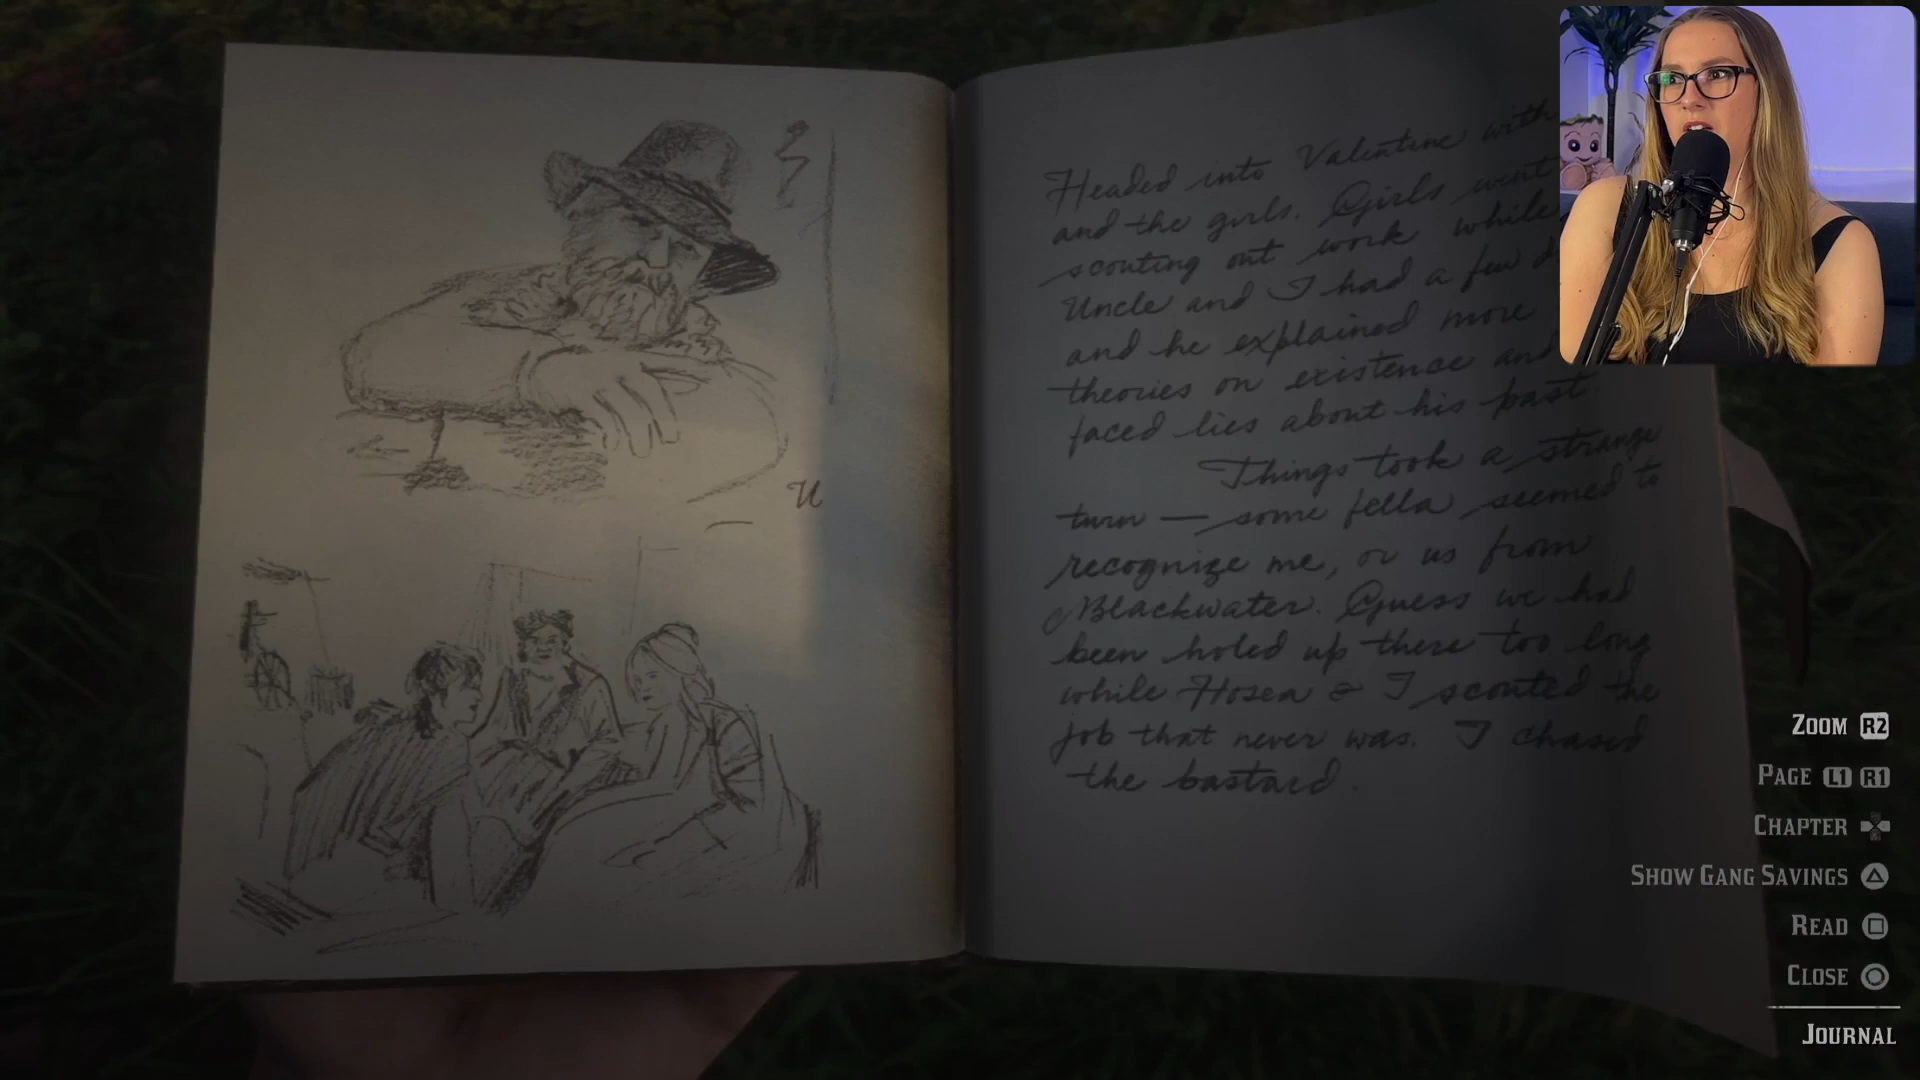 Headed into Valentine with
and the girls. Girls went
scouting out work while
Uncle and I had a few
and he explained more
theories on existence and
faced lies about his past
Things took a strange
turn — some fella seemed to
recognize me, or us from
Blackwater. Guess we had
been holed up there too long
while Hosea & I scouted the
job that never was. I chased
the bastard.
U
ZOOM R2
PAGE L1 R1
CHAPTER
SHOW GANG SAVINGS
READ
CLOSE
JOURNAL